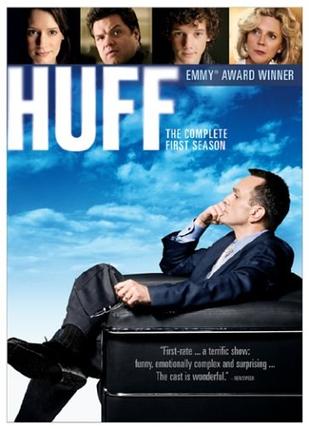 HUFF
EMMY® AWARD WINNER
THE COMPLETE
FIRST SEASON
"First-rate ... a terrific show:
funny, emotionally complex and surprising ...
The cast is wonderful."